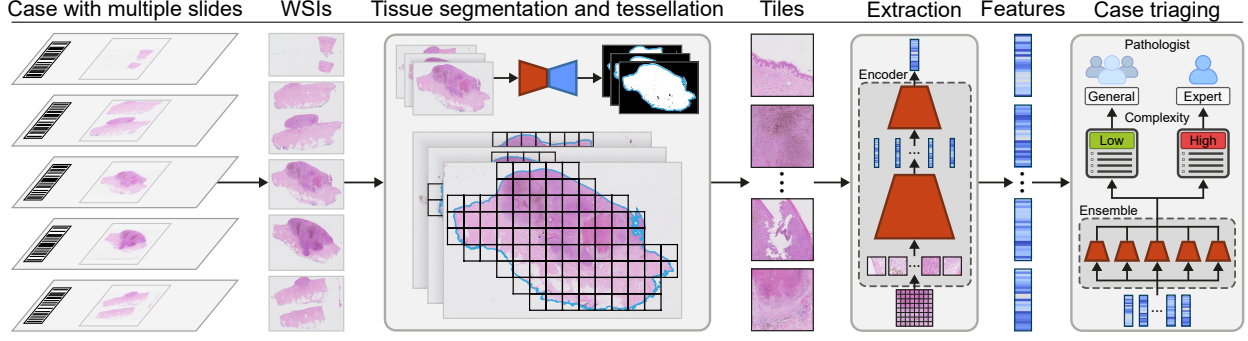 Case with multiple slides WSIs Tissue segmentation and tessellation Tiles Extraction Features Case triaging
Encoder
Pathologist
General Expert
Complexity
Low High
Ensemble